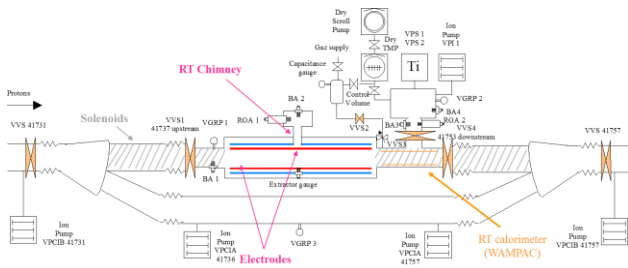 Dry
Scroll
Pump
VPS 1
VPS 2
Ion
Pump
VPI 1
Dry
TMP
Gaz supply
Capacitance
gauge
Ti
RT Chimney
BA 2
Control
Volume
VGRP 2
Protons
RGA 1
BA3
BA4
RGA 2
Solenoids
VGRP 1
VVS2
VVS 41731
VVS1
41737 upstream
VVS3
VVS4
41753 downstream
VVS 41757
BA 1
Extractor gauge
Ion
Pump
VPCIB 41731
Ion
Pump
VPCIA
41736
Electrodes
VGRP 3
Ion
Pump
VPCIA
41757
RT calorimeter
(WAMPAC)
Ion
Pump
VPCIB 41757